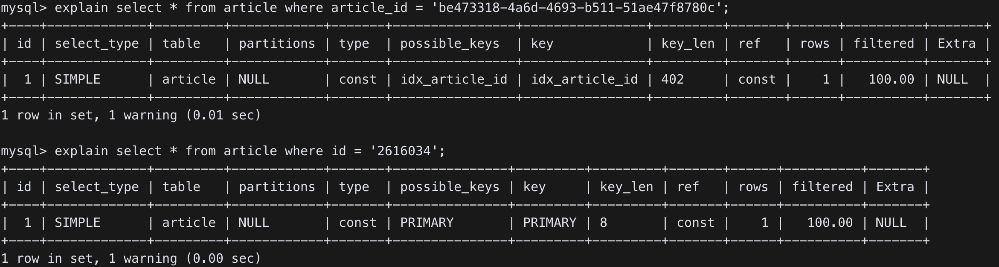 mysql> explain select * from article where article_id = 'be473318-4a6d-4693-b511-51ae47f8780c';
+----+-------------+---------+------------+-------+----------------+----------------+---------+-------+------+----------+-------+
| id | select_type | table   | partitions | type  | possible_keys  | key            | key_len | ref   | rows | filtered | Extra |
+----+-------------+---------+------------+-------+----------------+----------------+---------+-------+------+----------+-------+
|  1 | SIMPLE      | article | NULL       | const | idx_article_id | idx_article_id | 402     | const |    1 |   100.00 | NULL  |
+----+-------------+---------+------------+-------+----------------+----------------+---------+-------+------+----------+-------+
1 row in set, 1 warning (0.01 sec)

mysql> explain select * from article where id = '2616034';
+----+-------------+---------+------------+-------+---------------+---------+---------+-------+------+----------+-------+
| id | select_type | table   | partitions | type  | possible_keys | key     | key_len | ref   | rows | filtered | Extra |
+----+-------------+---------+------------+-------+---------------+---------+---------+-------+------+----------+-------+
|  1 | SIMPLE      | article | NULL       | const | PRIMARY       | PRIMARY | 8       | const |    1 |   100.00 | NULL  |
+----+-------------+---------+------------+-------+---------------+---------+---------+-------+------+----------+-------+
1 row in set, 1 warning (0.00 sec)